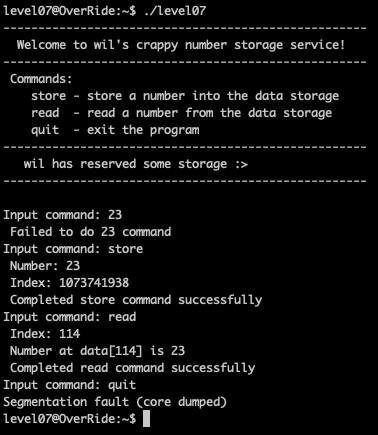 level07@OverRide:~$ ./level07
----------------------------------------------------
  Welcome to wil's crappy number storage service!
----------------------------------------------------
 Commands:
    store - store a number into the data storage
    read  - read a number from the data storage
    quit  - exit the program
----------------------------------------------------
   wil has reserved some storage :>
----------------------------------------------------

Input command: 23
 Failed to do 23 command
Input command: store
 Number: 23
 Index: 1073741938
 Completed store command successfully
Input command: read
 Index: 114
 Number at data[114] is 23
 Completed read command successfully
Input command: quit
Segmentation fault (core dumped)
level07@OverRide:~$